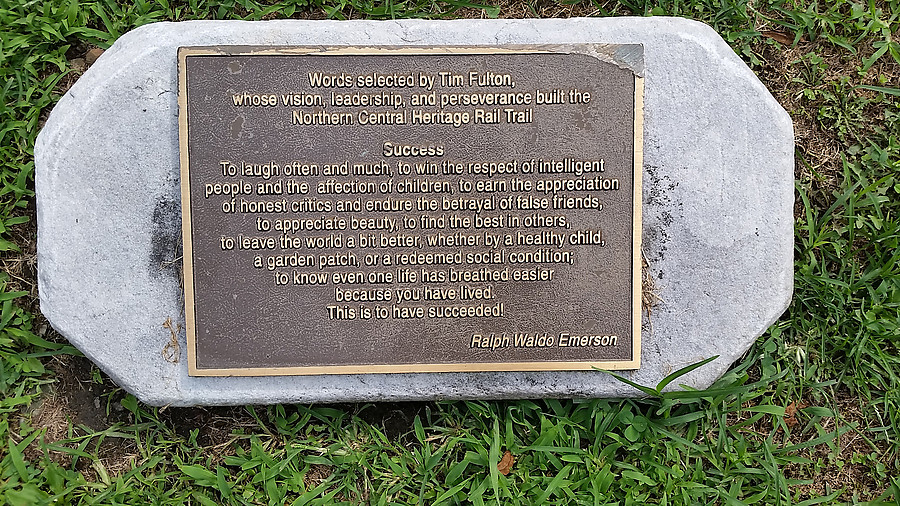 Words selected by Tim Fulton,
whose vision, leadership, and perseverance built the
Northern Central Heritage Rail Trail
Success
To laugh often and much, to win the respect of intelligent
people and the affection of children, to earn the appreciation
of honest critics and endure the betrayal of false friends,
to appreciate beauty, to find the best in others,
to leave the world a bit better, whether by a healthy child,
a garden patch, or a redeemed social condition;
to know even one life has breathed easier
because you have lived.
This is to have succeeded!
Ralph Waldo Emerson